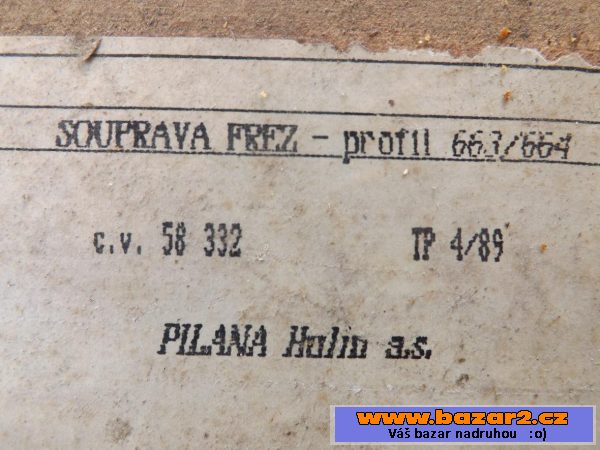 SOUPRAVA FREZ - profil 663/664
c.v. 58 332 TP 4/89
PILANA Hulin a.s.
www.bazar2.cz
Váš bazar nadruhou :o)